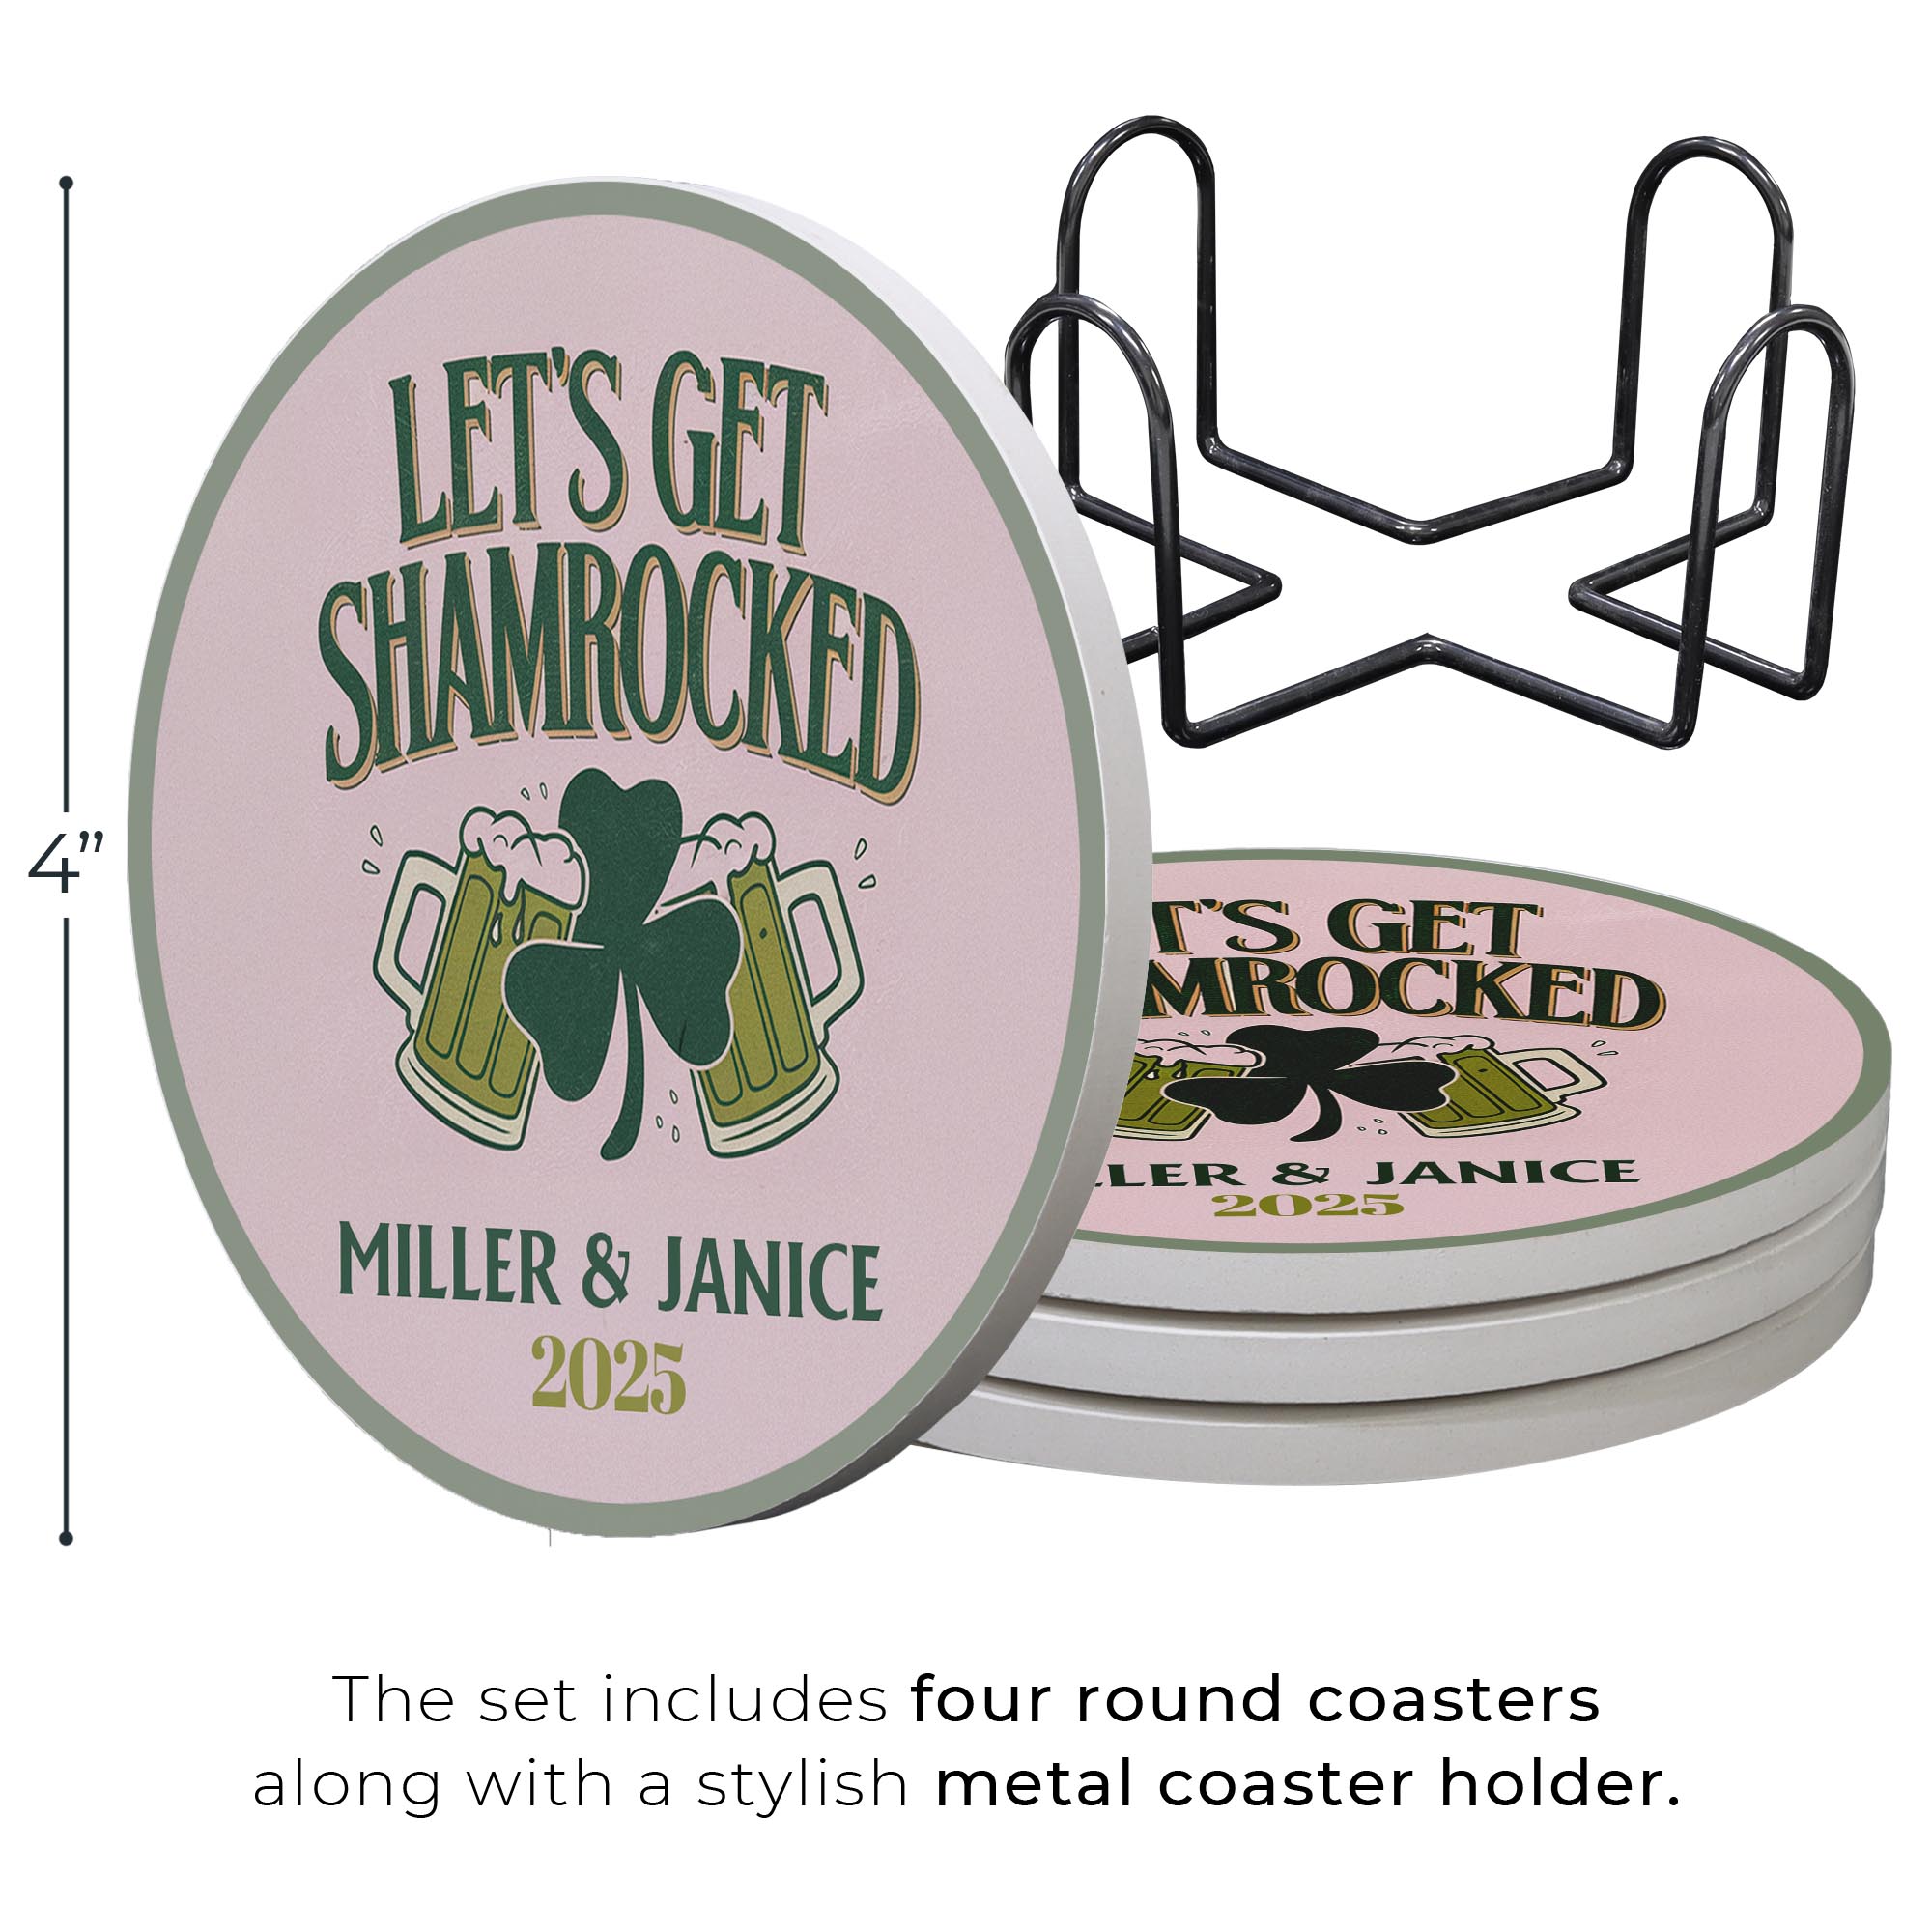 LET'S GET
SHAMROCKED
MILLER & JANICE
2025
4”
T'S GET
MROCKED
LER & JANICE
2025
The set includes four round coasters
along with a stylish metal coaster holder.